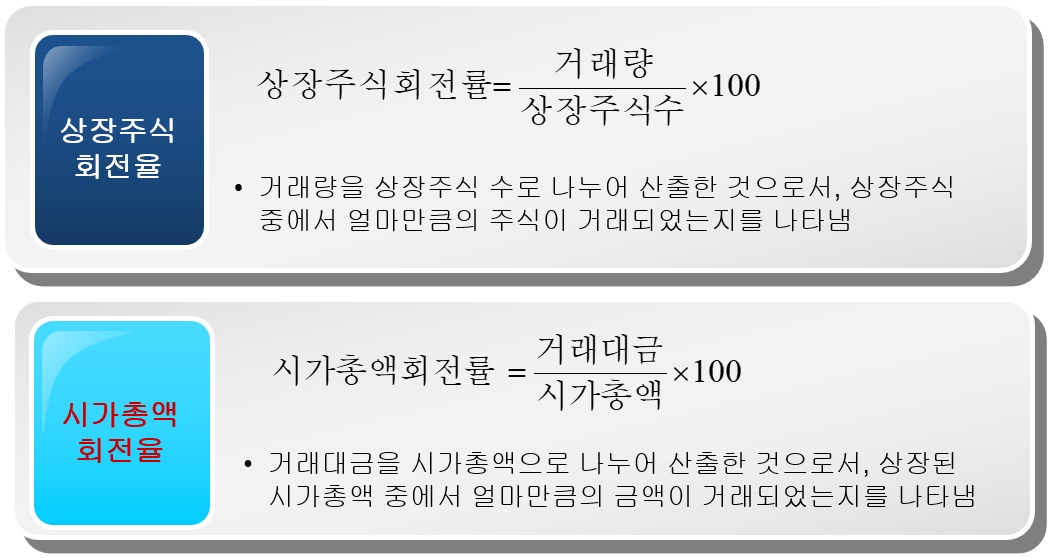 상장주식
회전율
상장주식회전률= 거래량 / 상장주식수 ×100
• 거래량을 상장주식 수로 나누어 산출한 것으로서, 상장주식
중에서 얼마만큼의 주식이 거래되었는지를 나타냄
시가총액
회전율
시가총액회전률 = 거래대금 / 시가총액 ×100
• 거래대금을 시가총액으로 나누어 산출한 것으로서, 상장된
시가총액 중에서 얼마만큼의 금액이 거래되었는지를 나타냄